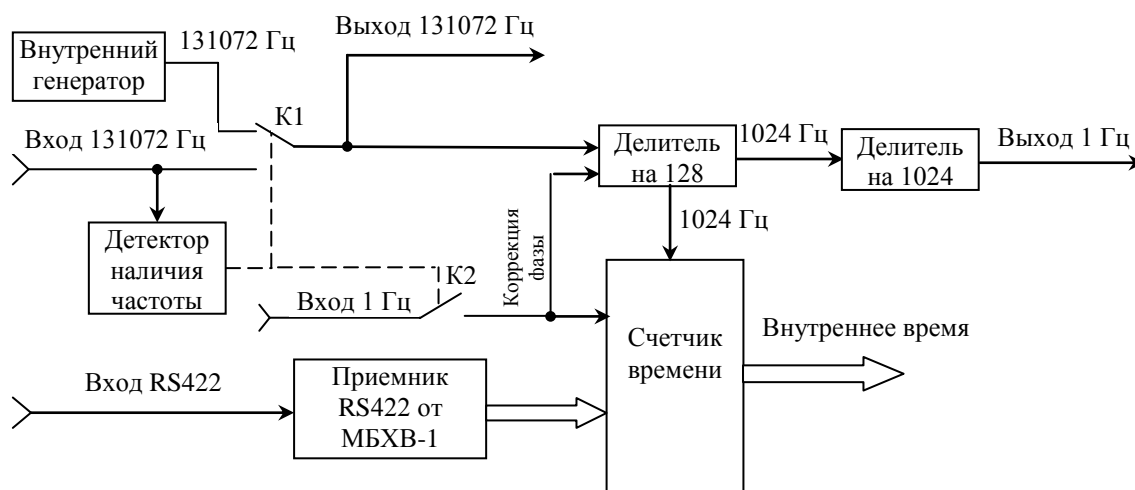 Выход 131072 Гц
131072 Гц
Внутренний
генератор
К1
Вход 131072 Гц
Делитель
на 128
1024 Гц
Делитель
на 1024
Выход 1 Гц
1024 Гц
Детектор
наличия
частоты
Коррекция
фазы
К2
Вход 1 Гц
Счетчик
времени
Внутреннее время
Вход RS422
Приемник
RS422 от
МБХВ-1